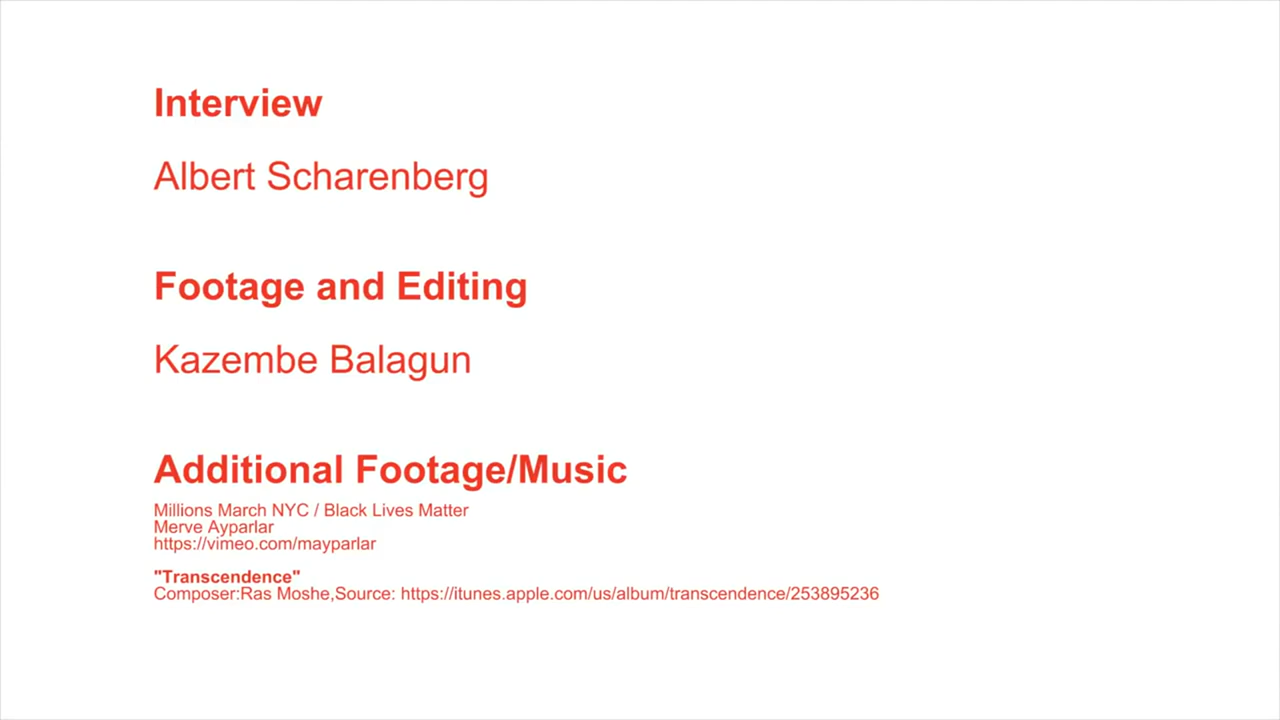 Interview
Albert Scharenberg
Footage and Editing
Kazembe Balagun
Additional Footage/Music
Millions March NYC / Black Lives Matter
Merve Ayparlar
https://vimeo.com/mayparlar
"Transcendence"
Composer:Ras Moshe,Source: https://itunes.apple.com/us/album/transcendence/253895236